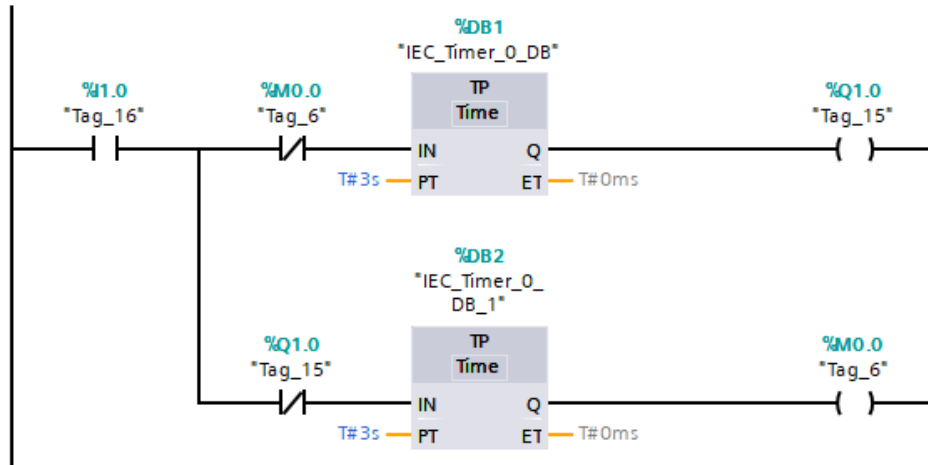 %DB1
"IEC_Timer_0_DB"
TP
Time
%I1.0
"Tag_16"
%M0.0
"Tag_6"
%Q1.0
"Tag_15"
IN
Q
T#3s
PT
ET
T#0ms
%DB2
"IEC_Timer_0_
DB_1"
TP
Time
%Q1.0
"Tag_15"
%M0.0
"Tag_6"
IN
Q
T#3s
PT
ET
T#0ms